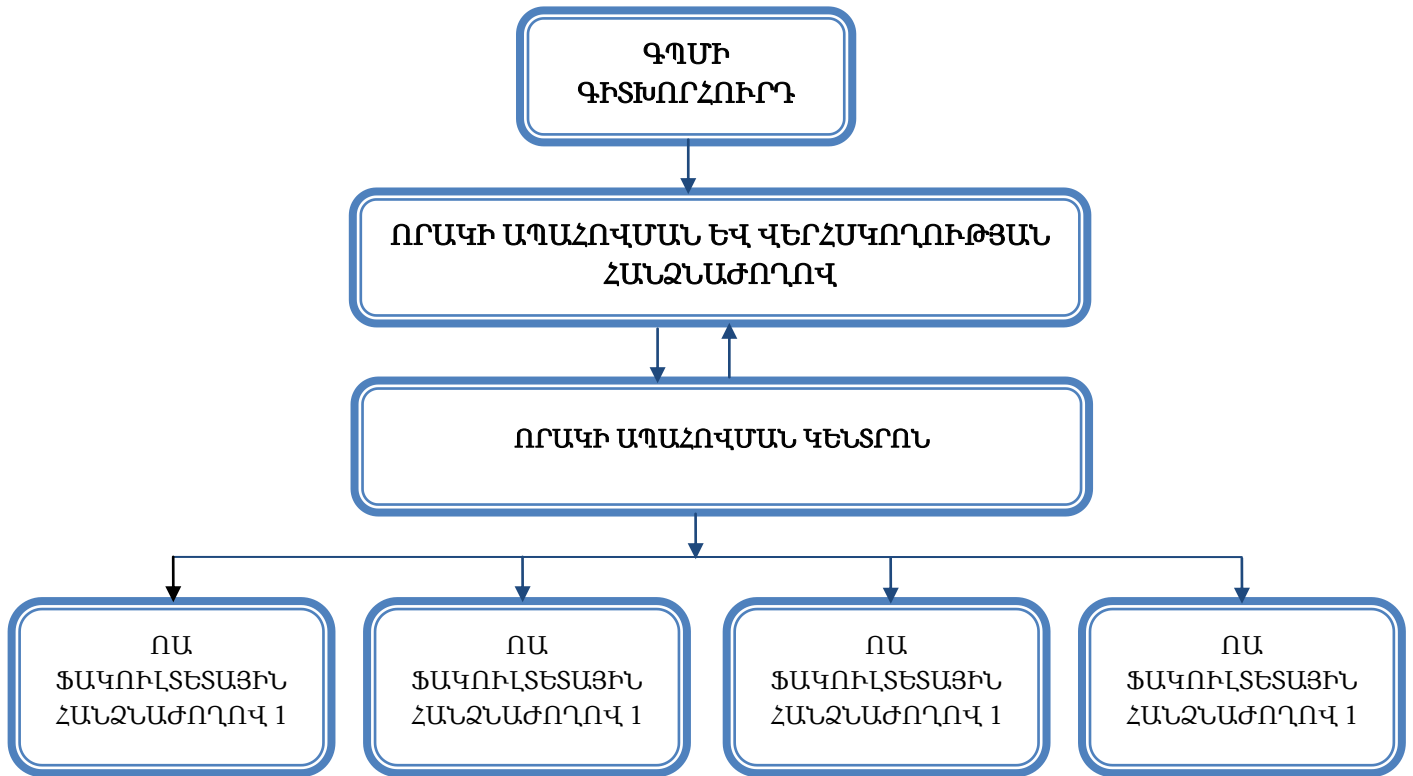 ԳՊՄԻ
ԳԻՏԽՈՐՀՈՒՐԴ
ՈՐԱԿԻ ԱՊԱՀՈՎՄԱՆ ԵՎ ՎԵՐՀՍԿՈՂՈՒԹՅԱՆ
ՀԱՆՁՆԱԺՈՂՈՎ
ՈՐԱԿԻ ԱՊԱՀՈՎՄԱՆ ԿԵՆՏՐՈՆ
ՈԱ
ՖԱԿՈՒԼՏԵՏԱՅԻՆ
ՀԱՆՁՆԱԺՈՂՈՎ 1
ՈԱ
ՖԱԿՈՒԼՏԵՏԱՅԻՆ
ՀԱՆՁՆԱԺՈՂՈՎ 1
ՈԱ
ՖԱԿՈՒԼՏԵՏԱՅԻՆ
ՀԱՆՁՆԱԺՈՂՈՎ 1
ՈԱ
ՖԱԿՈՒԼՏԵՏԱՅԻՆ
ՀԱՆՁՆԱԺՈՂՈՎ 1